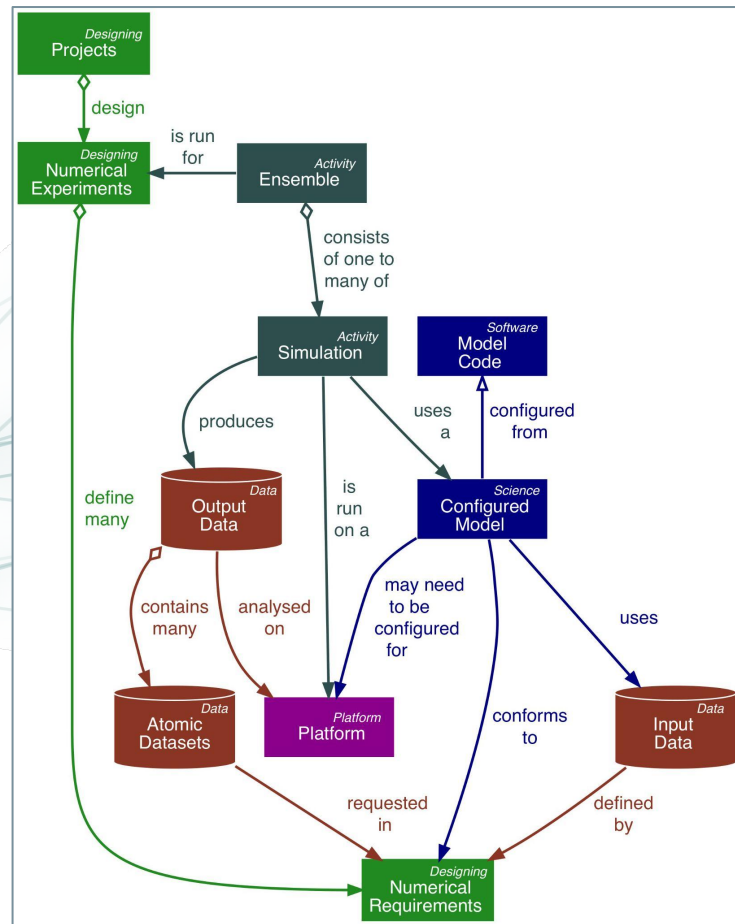 Designing
Projects
design
Designing
Numerical
Experiments
is run
for
Activity
Ensemble
consists
of one to
many of
Activity
Simulation
Software
Model
Code
produces
uses
a
configured
from
define
many
Data
Output
Data
is
run
on a
Science
Configured
Model
contains
many
analysed
on
may need
to be
configured
for
uses
Data
Atomic
Datasets
Platform
Platform
conforms
to
Data
Input
Data
requested
in
defined
by
Designing
Numerical
Requirements